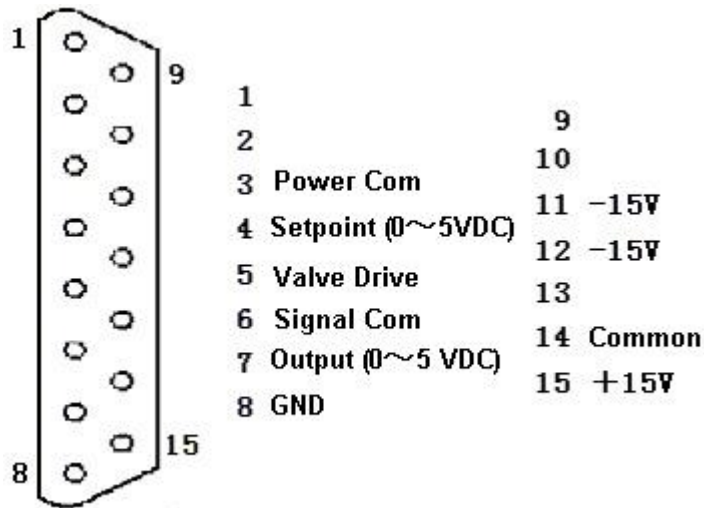 1
9
8
15
1
2
3 Power Com
4 Setpoint (0～5VDC)
5 Valve Drive
6 Signal Com
7 Output (0～5 VDC)
8 GND
9
10
11 -15V
12 -15V
13
14 Common
15 +15V